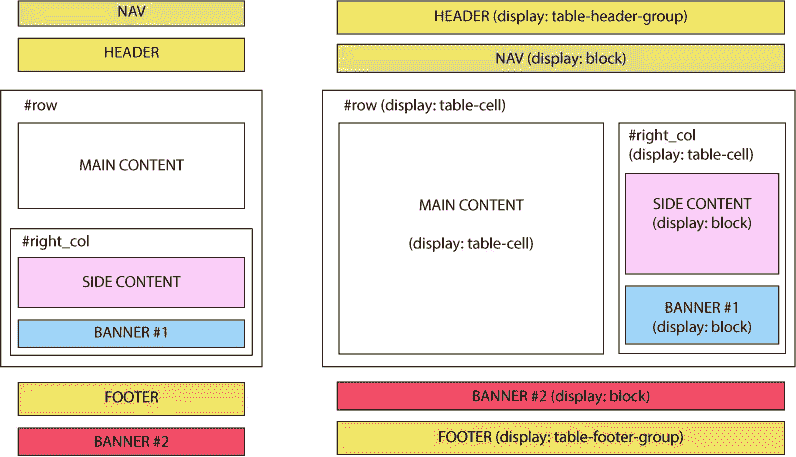 NAV
HEADER
#row
MAIN CONTENT
#right_col
SIDE CONTENT
BANNER #1
FOOTER
BANNER #2
HEADER (display: table-header-group)
NAV (display: block)
#row (display: table-cell)
MAIN CONTENT
(display: table-cell)
#right_col
(display: table-cell)
SIDE CONTENT
(display: block)
BANNER #1
(display: block)
BANNER #2 (display: block)
FOOTER (display: table-footer-group)